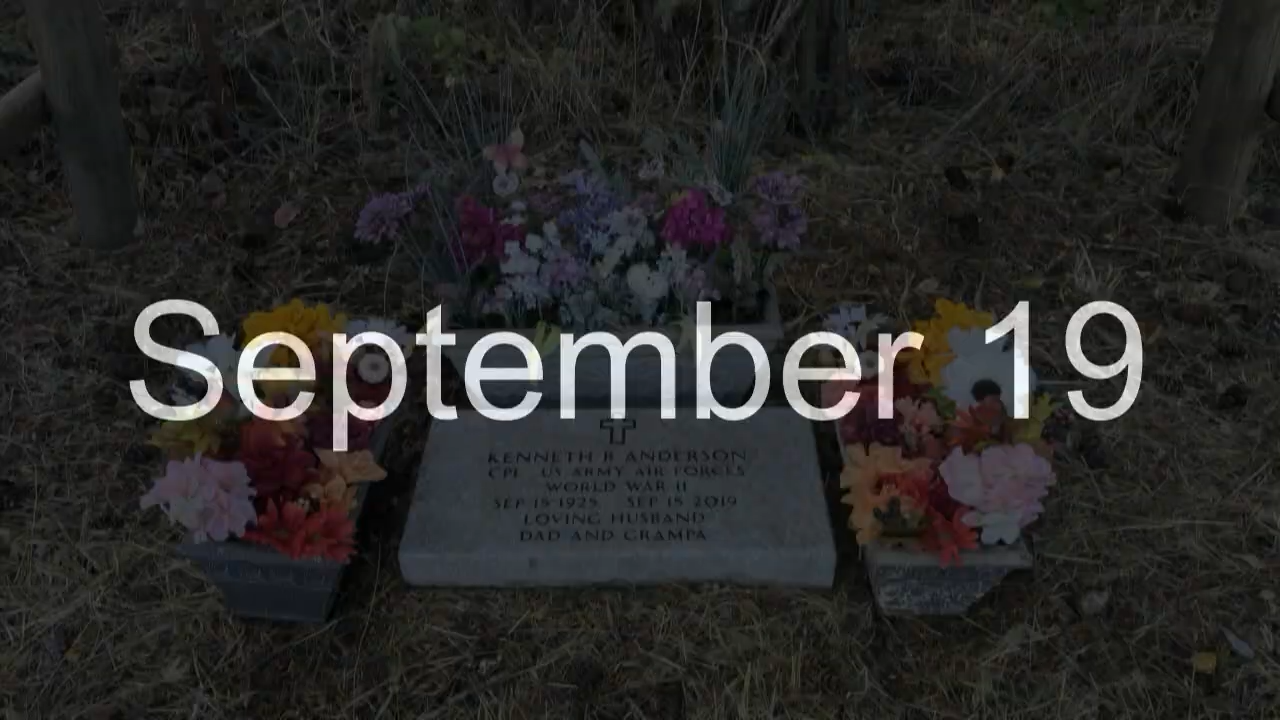 September 19
KENNETH R ANDERSON
CPL US ARMY AIR FORCES
WORLD WAR II
SEP 15 1925 SEP 15 2019
LOVING HUSBAND
DAD AND GRAMPA